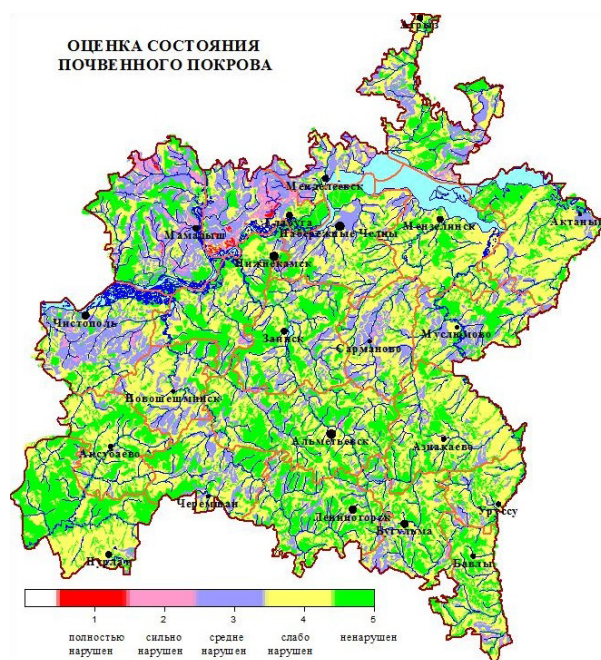 ОЦЕНКА СОСТОЯНИЯ
ПОЧВЕННОГО ПОКРОВА
Агрыз
Менделеевск
Елабуга
Мамадыш
Набережные Челны
Мензелинск
Актаныш
Нижнекамск
Чистополь
Заинск
Сарманово
Муслюмово
Новошешминск
Альметьевск
Азнакаево
Аксубаево
Черемшан
Лениногорск
Бугульма
Уруссу
Нурлат
Бавлы
1 2 3 4 5
полностью сильно средне слабо ненарушен
нарушен нарушен нарушен нарушен